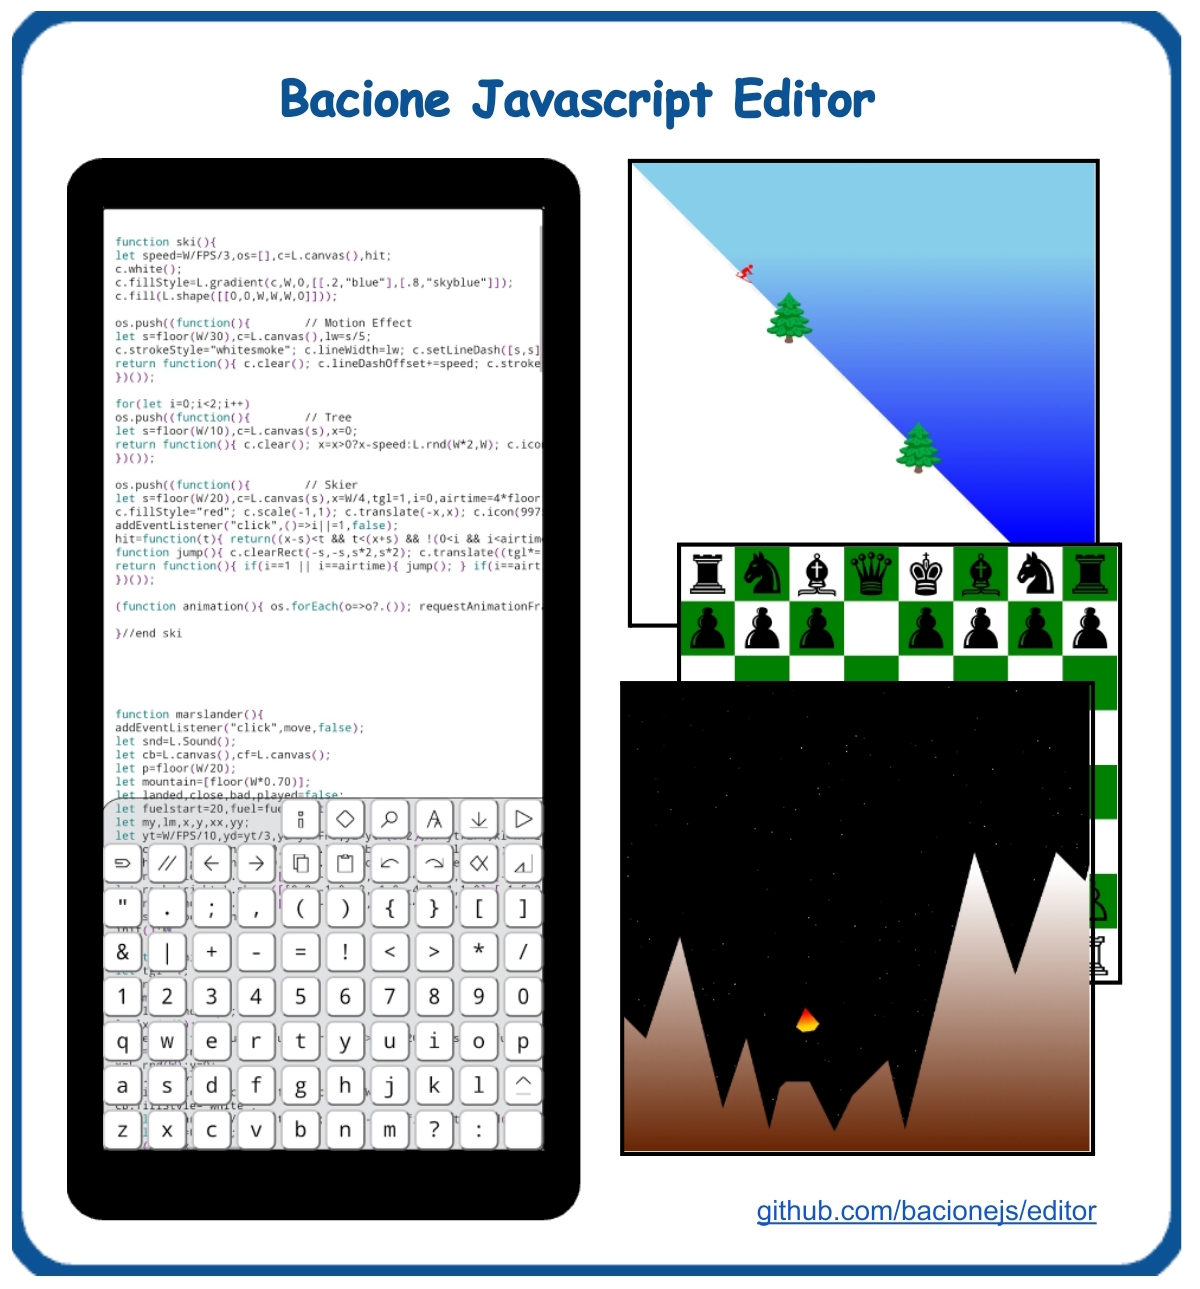 Bacione Javascript Editor
function ski(){
let speed=W/FPS/3,os=[],c=L.canvas(),hit;
c.white();
c.fillStyle=L.gradient(c,W,0,[[.2,"blue"],[.8,"skyblue"]]);
c.fill(L.shape([[0,0,W,W,W,0]]));
os.push((function(){ // Motion Effect
let s=floor(W/30),c=L.canvas(),lw=s/5;
c.strokeStyle="whitesmoke"; c.lineWidth=lw; c.setLineDash([s,s]
return function(){ c.clear(); c.lineDashOffset+=speed; c.stroke
})());
for(let i=0;i<2;i++)
os.push((function(){ // Tree
let s=floor(W/10),c=L.canvas(s),x=0;
return function(){ c.clear(); x=x>0?x-speed:L.rnd(W*2,W); c.ico
})());
os.push((function(){ // Skier
let s=floor(W/20),c=L.canvas(s),x=W/4,tgl=1,i=0,airtime=4*floor
c.fillStyle="red"; c.scale(-1,1); c.translate(-x,x); c.icon(997
addEventListener("click",()=>i||=1,false);
hit=function(t){ return((x-s)<t && t<(x+s) && !(0<i && i<airtim
function jump(){ c.clearRect(-s,-s,s*2,s*2); c.translate((tgl*=
return function(){ if(i==1 || i==airtime){ jump(); } if(i==airt
})());
(function animation(){ os.forEach(o=>o?.()); requestAnimationFr
}//end ski
function marslander(){
addEventListener("click",move,false);
let snd=L.Sound();
let cb=L.canvas(),cf=L.canvas();
let p=floor(W/20);
let mountain=[floor(W*0.70)];
let landed,close,bad,played=false;
let fuelstart=20,fuel=fue
let my,lm,x,y,xx,yy;
let yt=W/FPS/10,yd=yt/3,
i ◇ A
// ← →
" . ; , ( ) { } [ ]
& | + - = ! < > * /
1 2 3 4 5 6 7 8 9 0
q w e r t y u i o p
a s d f g h j k l ^
z x c v b n m ? :
github.com/bacionejs/editor